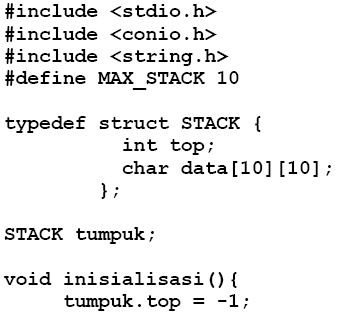 #include <stdio.h>
#include <conio.h>
#include <string.h>
#define MAX_STACK 10
typedef struct STACK {
int top;
char data[10][10];
};
STACK tumpuk;
void inisialisasi(){
tumpuk.top = -1;